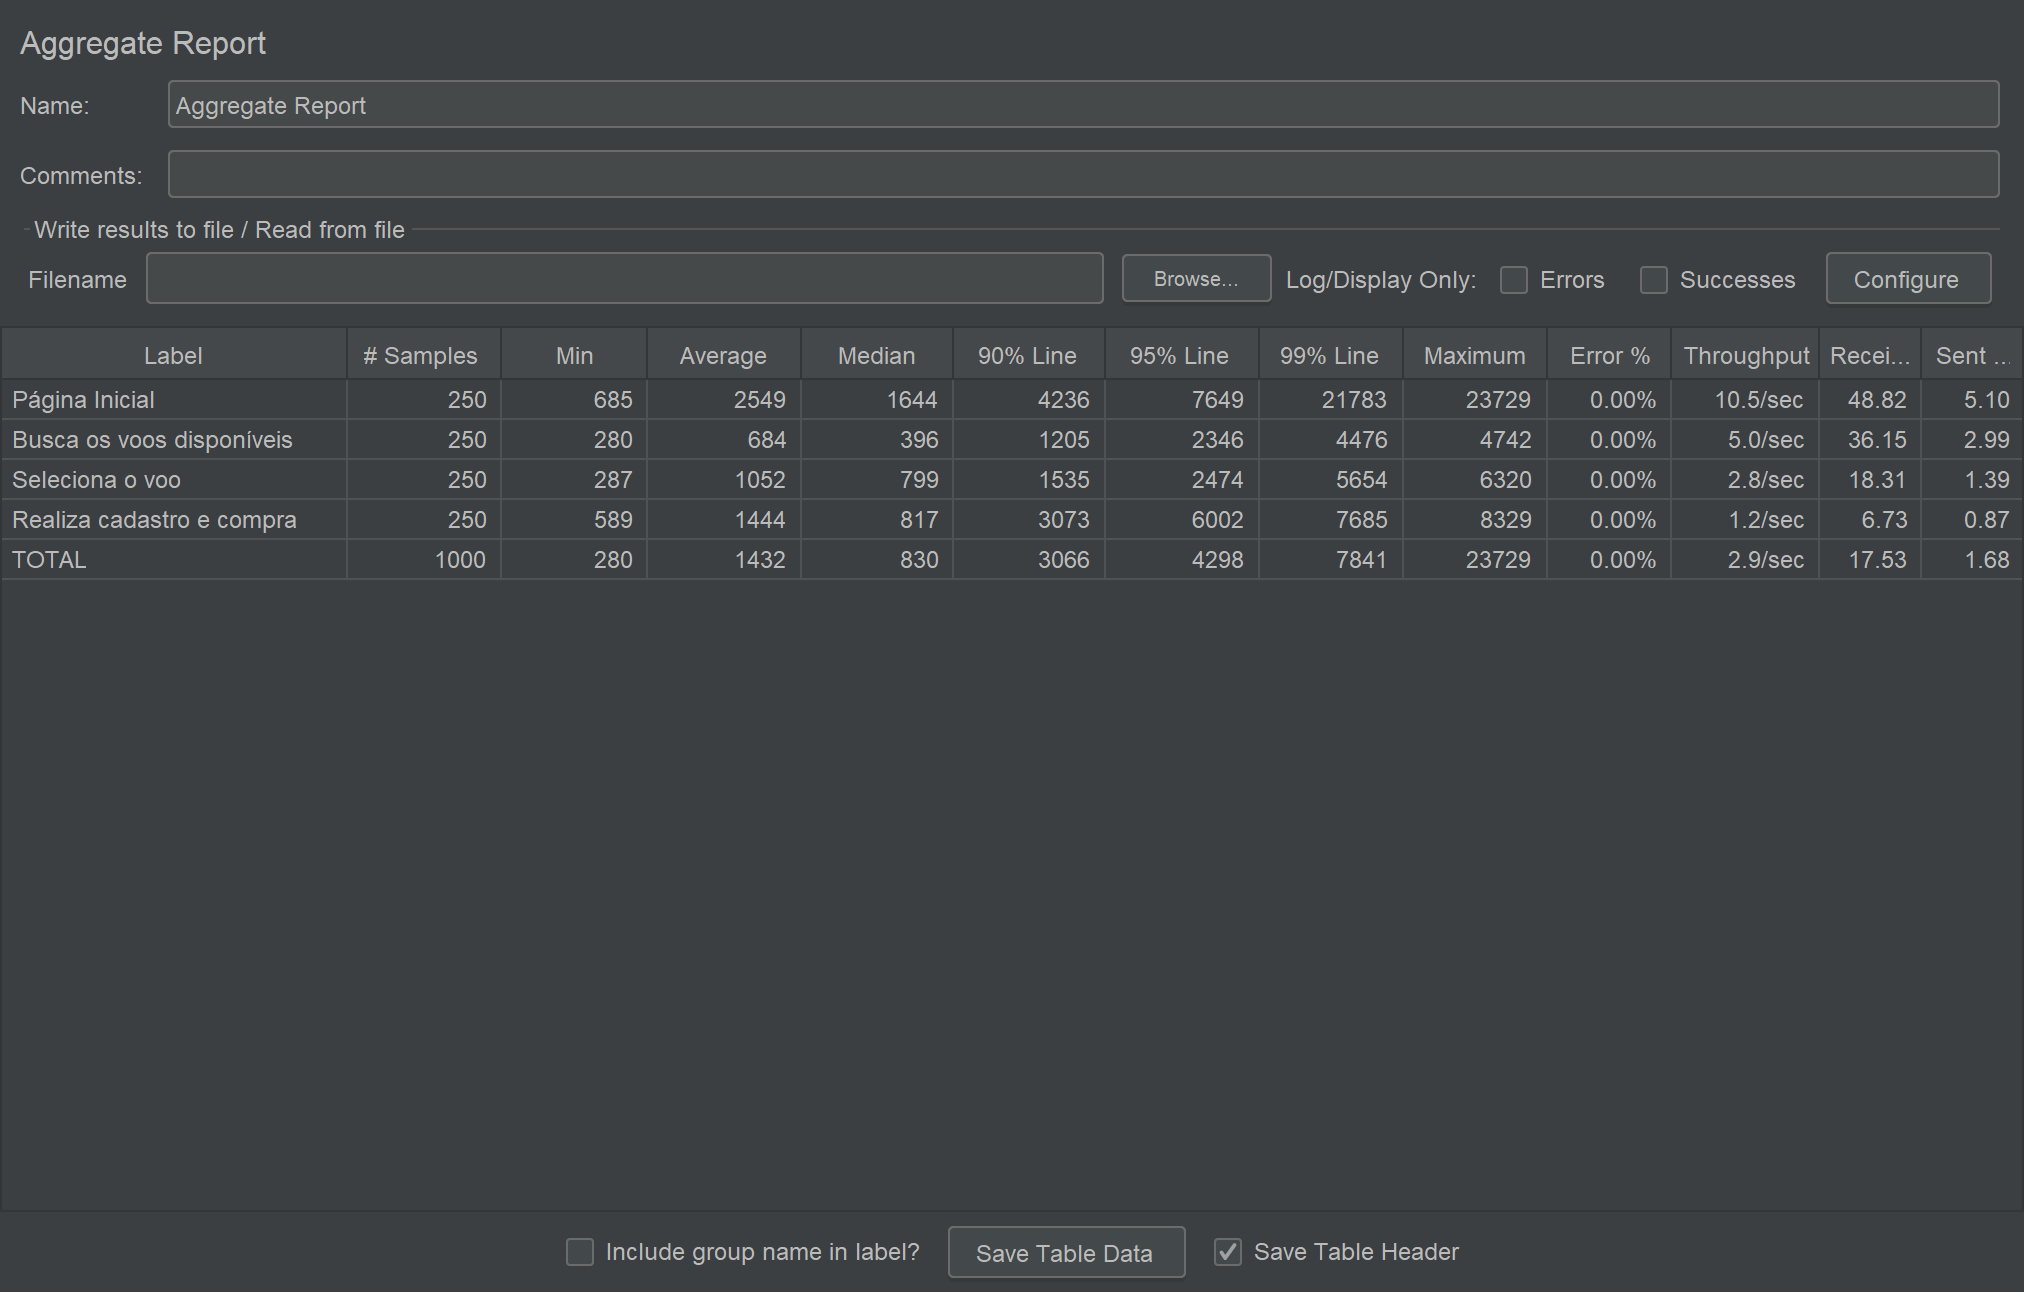 Aggregate Report
Name: Aggregate Report
Comments:
Write results to file / Read from file
Filename Browse... Log/Display Only: Errors Successes Configure
Label # Samples Min Average Median 90% Line 95% Line 99% Line Maximum Error % Throughput Recei... Sent ...
Página Inicial 250 685 2549 1644 4236 7649 21783 23729 0.00% 10.5/sec 48.82 5.10
Busca os voos disponíveis 250 280 684 396 1205 2346 4476 4742 0.00% 5.0/sec 36.15 2.99
Seleciona o voo 250 287 1052 799 1535 2474 5654 6320 0.00% 2.8/sec 18.31 1.39
Realiza cadastro e compra 250 589 1444 817 3073 6002 7685 8329 0.00% 1.2/sec 6.73 0.87
TOTAL 1000 280 1432 830 3066 4298 7841 23729 0.00% 2.9/sec 17.53 1.68
Include group name in label? Save Table Data Save Table Header